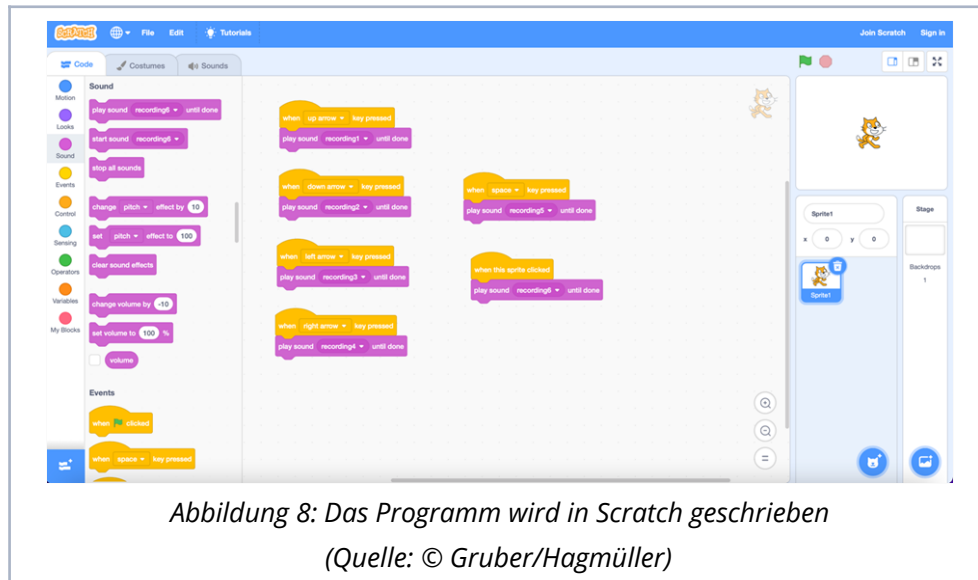 SCRATCH File Edit Tutorials Join Scratch Sign in
Code Costumes Sounds
Motion
Looks
Sound
Events
Control
Sensing
Operators
Variables
My Blocks
Sound
play sound recording6 until done
start sound recording6
stop all sounds
change pitch effect by 10
set pitch effect to 100
clear sound effects
change volume by -10
set volume to 100 %
volume
Events
when clicked
when space key pressed
when up arrow key pressed
play sound recording1 until done
when down arrow key pressed
play sound recording2 until done
when left arrow key pressed
play sound recording3 until done
when right arrow key pressed
play sound recording4 until done
when space key pressed
play sound recording5 until done
when this sprite clicked
play sound recording6 until done
Sprite1
x 0 y 0
Sprite1
Stage
Backdrops
1
Abbildung 8: Das Programm wird in Scratch geschrieben
(Quelle: © Gruber/Hagmüller)